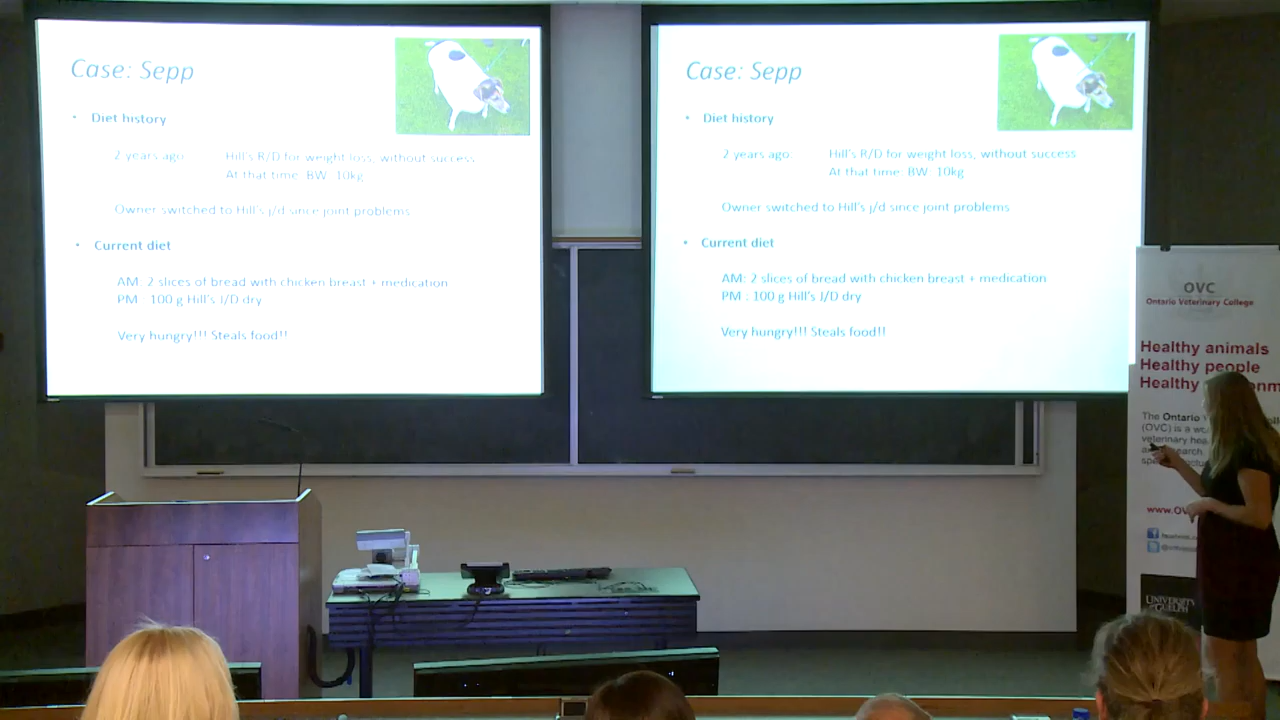 Case: Sepp
• Diet history
2 years ago: Hill's R/D for weight loss, without success
At that time: BW: 10kg
Owner switched to Hill's j/d since joint problems
• Current diet
AM: 2 slices of bread with chicken breast + medication
PM : 100 g Hill's J/D dry
Very hungry!!! Steals food!!
Case: Sepp
• Diet history
2 years ago: Hill's R/D for weight loss, without success
At that time: BW: 10kg
Owner switched to Hill's j/d since joint problems
• Current diet
AM: 2 slices of bread with chicken breast + medication
PM : 100 g Hill's J/D dry
Very hungry!!! Steals food!!
OVC
Ontario Veterinary College
Healthy animals
Healthy people
Healthy
The Ontario
(OVC) is a
veterinary
www.OV
UNIVERSITY
OF GUELPH